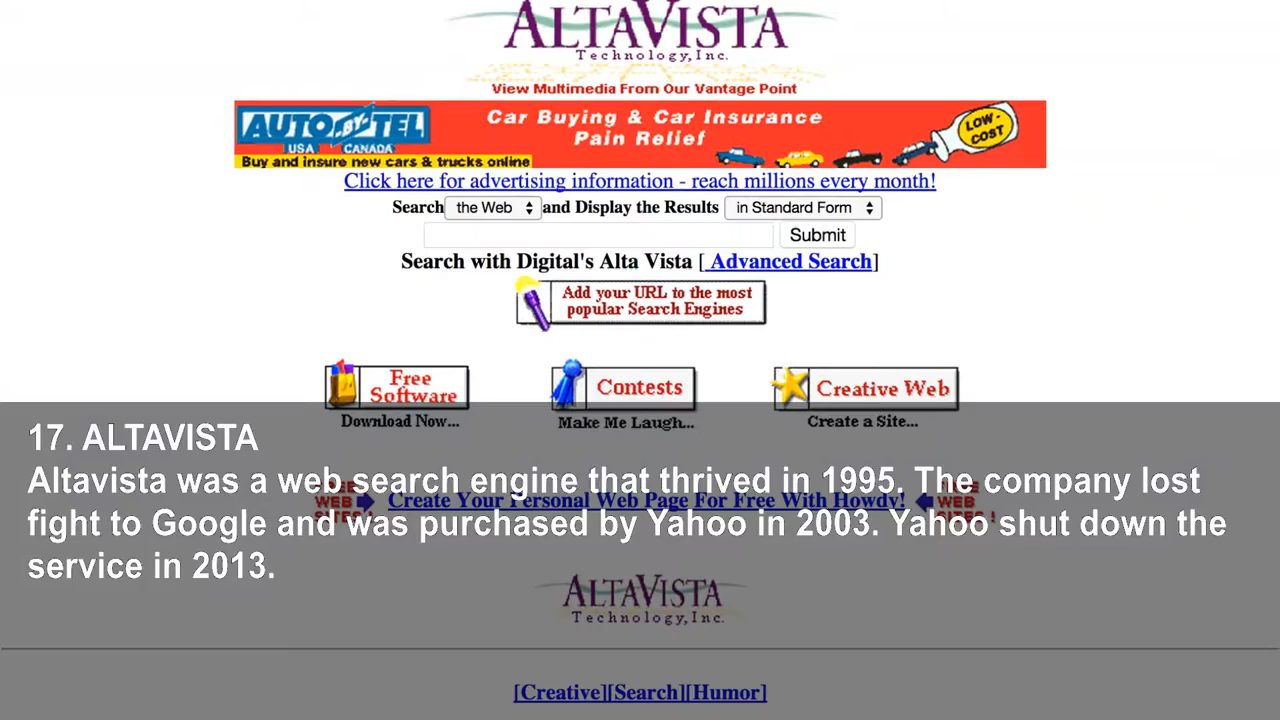 ALTAVISTA
Technology, Inc.
View Multimedia From Our Vantage Point
AUTO-BY-TEL
USA CANADA
Buy and insure new cars & trucks online
Car Buying & Car Insurance
Pain Relief
LOW-
COST
Click here for advertising information - reach millions every month!
Search the Web and Display the Results in Standard Form
Submit
Search with Digital's Alta Vista [ Advanced Search]
Add your URL to the most
popular Search Engines
Free
Software
Download Now...
Contests
Make Me Laugh...
Creative Web
Create a Site...
17. ALTAVISTA
Altavista was a web search engine that thrived in 1995. The company lost
fight to Google and was purchased by Yahoo in 2003. Yahoo shut down the
service in 2013.
Create Your Personal Web Page For Free With Howdy!
ALTAVISTA
Technology, Inc.
[Creative][Search][Humor]